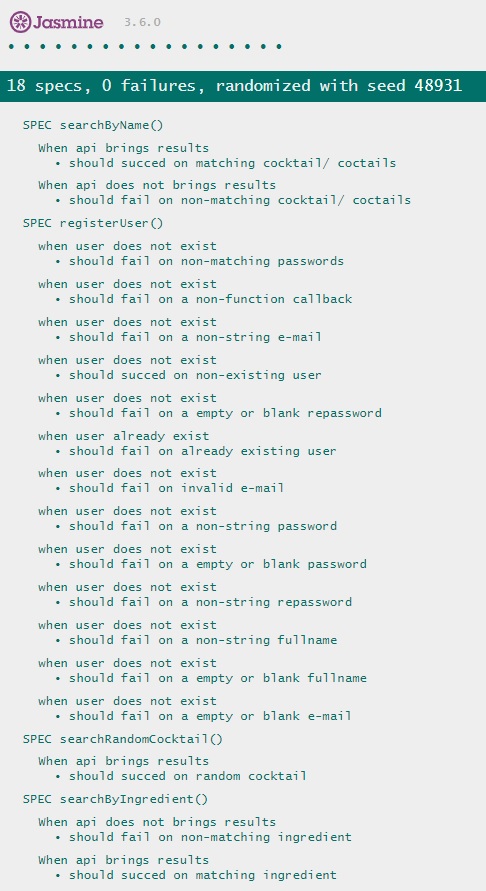 Jasmine 3.6.0
• • • • • • • • • • • • • • • • • •
18 specs, 0 failures, randomized with seed 48931
SPEC searchByName()
When api brings results
• should succed on matching cocktail/ coctails
When api does not brings results
• should fail on non-matching cocktail/ coctails
SPEC registerUser()
when user does not exist
• should fail on non-matching passwords
when user does not exist
• should fail on a non-function callback
when user does not exist
• should fail on a non-string e-mail
when user does not exist
• should succed on non-existing user
when user does not exist
• should fail on a empty or blank repassword
when user already exist
• should fail on already existing user
when user does not exist
• should fail on invalid e-mail
when user does not exist
• should fail on a non-string password
when user does not exist
• should fail on a empty or blank password
when user does not exist
• should fail on a non-string repassword
when user does not exist
• should fail on a non-string fullname
when user does not exist
• should fail on a empty or blank fullname
when user does not exist
• should fail on a empty or blank e-mail
SPEC searchRandomCocktail()
When api brings results
• should succed on random cocktail
SPEC searchByIngredient()
When api does not brings results
• should fail on non-matching ingredient
When api brings results
• should succed on matching ingredient